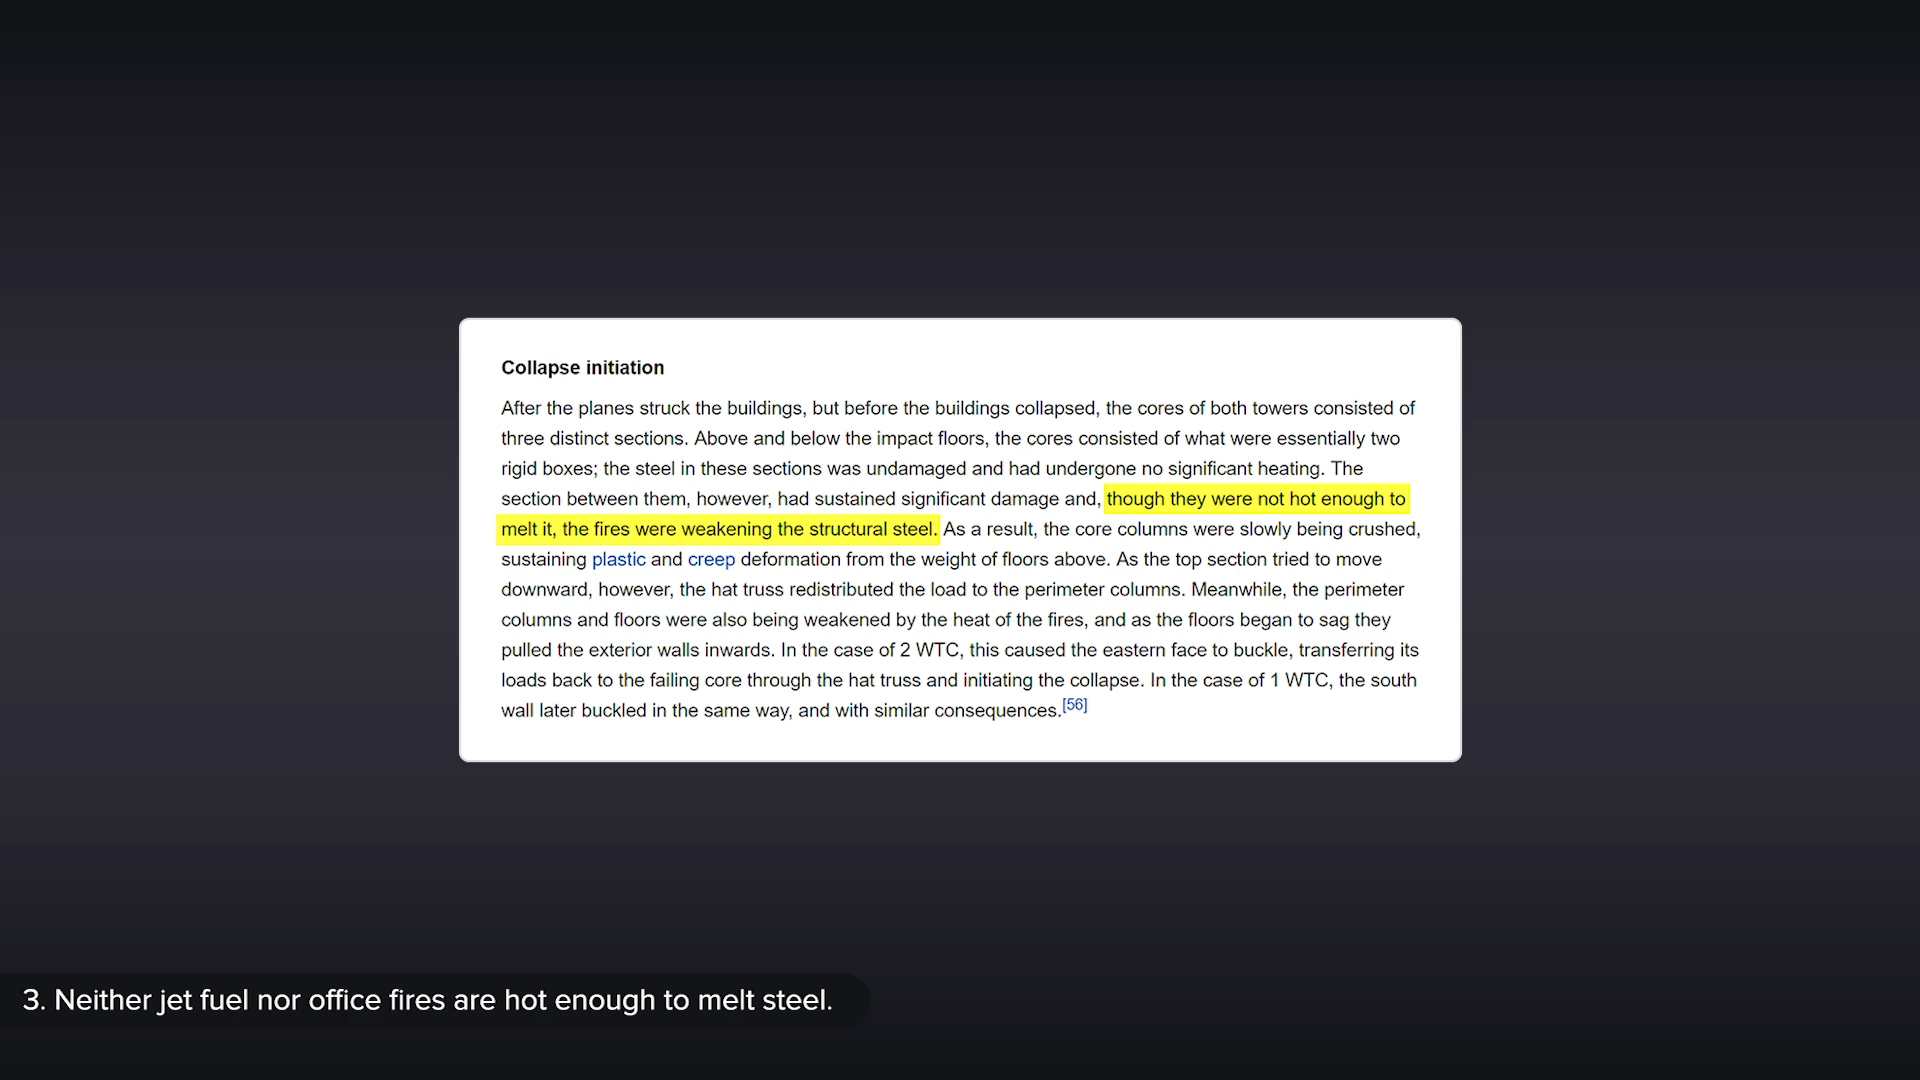 Collapse initiation
After the planes struck the buildings, but before the buildings collapsed, the cores of both towers consisted of
three distinct sections. Above and below the impact floors, the cores consisted of what were essentially two
rigid boxes; the steel in these sections was undamaged and had undergone no significant heating. The
section between them, however, had sustained significant damage and, though they were not hot enough to
melt it, the fires were weakening the structural steel. As a result, the core columns were slowly being crushed,
sustaining plastic and creep deformation from the weight of floors above. As the top section tried to move
downward, however, the hat truss redistributed the load to the perimeter columns. Meanwhile, the perimeter
columns and floors were also being weakened by the heat of the fires, and as the floors began to sag they
pulled the exterior walls inwards. In the case of 2 WTC, this caused the eastern face to buckle, transferring its
loads back to the failing core through the hat truss and initiating the collapse. In the case of 1 WTC, the south
wall later buckled in the same way, and with similar consequences.[56]
3. Neither jet fuel nor office fires are hot enough to melt steel.